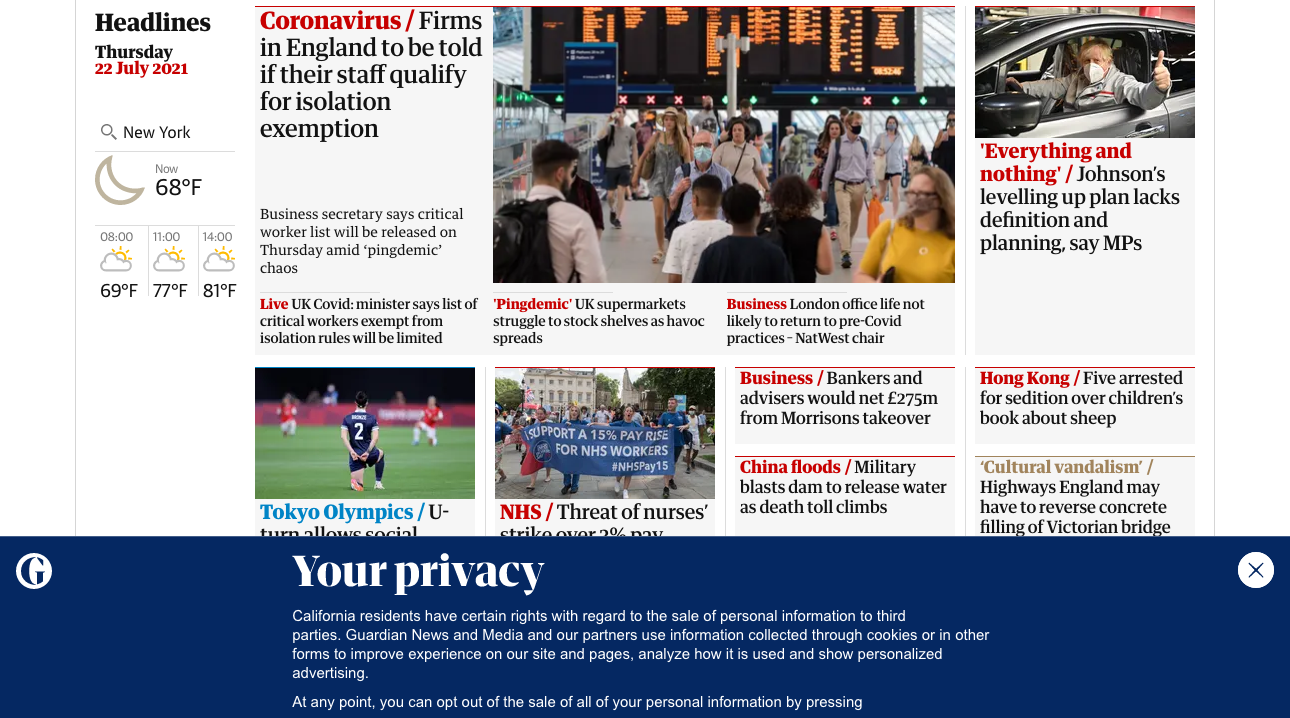 Headlines
Thursday
22 July 2021
New York
Now
68°F
08:00
11:00
14:00
69°F
77°F
81°F
Coronavirus / Firms
in England to be told
if their staff qualify
for isolation
exemption
Business secretary says critical
worker list will be released on
Thursday amid ‘pingdemic’
chaos
Live UK Covid: minister says list of
critical workers exempt from
isolation rules will be limited
'Pingdemic' UK supermarkets
struggle to stock shelves as havoc
spreads
Business London office life not
likely to return to pre-Covid
practices – NatWest chair
'Everything and
nothing' / Johnson’s
levelling up plan lacks
definition and
planning, say MPs
BRONZE
2
Tokyo Olympics / U-
turn allows social
SUPPORT A 15% PAY RISE
FOR NHS WORKERS
#NHSPay15
NHS / Threat of nurses’
strike over 3% pay
Business / Bankers and
advisers would net £275m
from Morrisons takeover
China floods / Military
blasts dam to release water
as death toll climbs
Hong Kong / Five arrested
for sedition over children’s
book about sheep
‘Cultural vandalism’ /
Highways England may
have to reverse concrete
filling of Victorian bridge
Your privacy
California residents have certain rights with regard to the sale of personal information to third
parties. Guardian News and Media and our partners use information collected through cookies or in other
forms to improve experience on our site and pages, analyze how it is used and show personalized
advertising.
At any point, you can opt out of the sale of all of your personal information by pressing